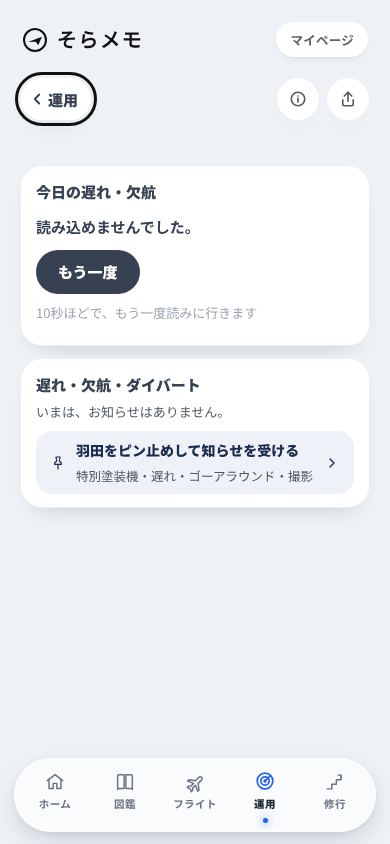 そらメモ
マイページ
運用
今日の遅れ・欠航
読み込めませんでした。
もう一度
10秒ほどで、もう一度読みに行きます
遅れ・欠航・ダイバート
いまは、お知らせはありません。
羽田をピン止めして知らせを受ける
特別塗装機・遅れ・ゴーアラウンド・撮影
ホーム
図鑑
フライト
運用
修行